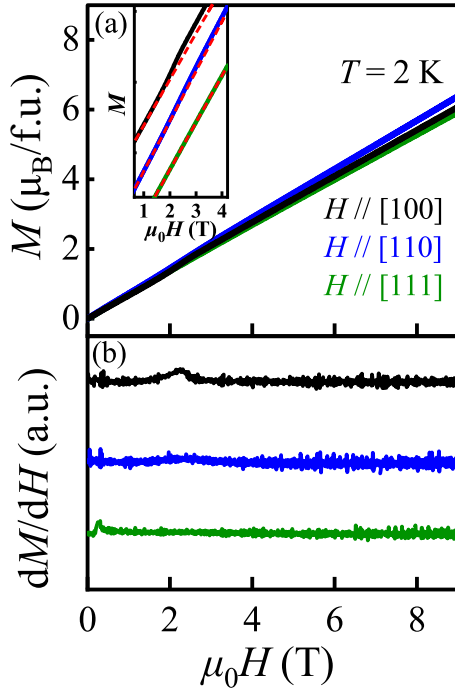 (a)
T = 2 K
M (μ_B/f.u.)
8
6
4
2
0
M
1 2 3 4
μ₀H (T)
H // [100]
H // [110]
H // [111]
(b)
dM/dH (a.u.)
0 2 4 6 8
μ₀H (T)